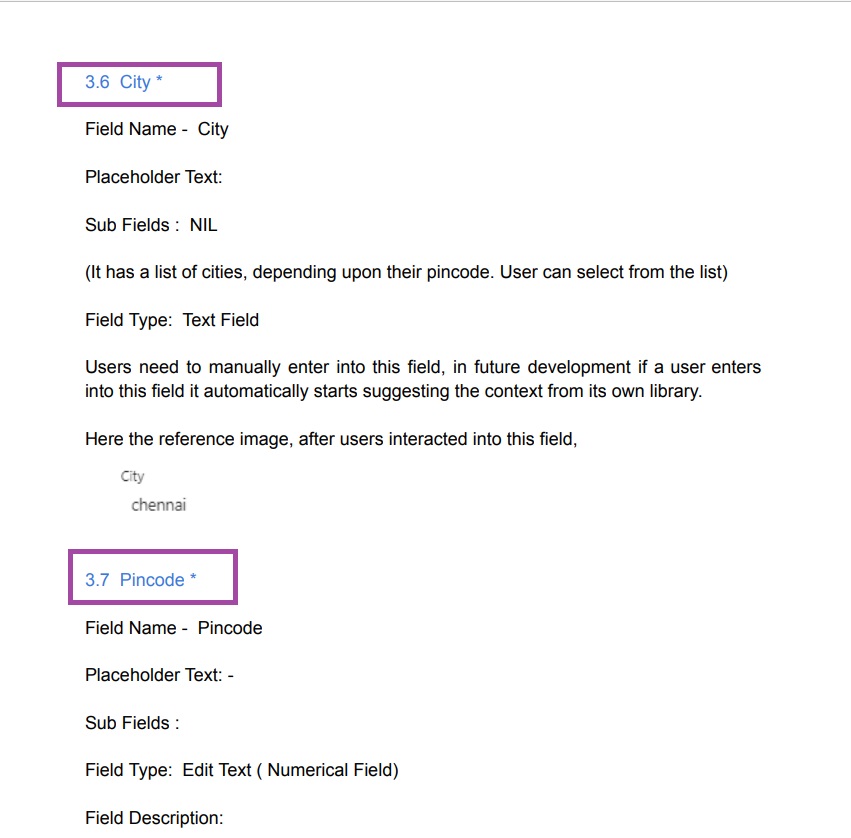 3.6 City *
Field Name - City
Placeholder Text:
Sub Fields : NIL
(It has a list of cities, depending upon their pincode. User can select from the list)
Field Type: Text Field
Users need to manually enter into this field, in future development if a user enters
into this field it automatically starts suggesting the context from its own library.
Here the reference image, after users interacted into this field,
City
chennai
3.7 Pincode *
Field Name - Pincode
Placeholder Text: -
Sub Fields :
Field Type: Edit Text ( Numerical Field)
Field Description: